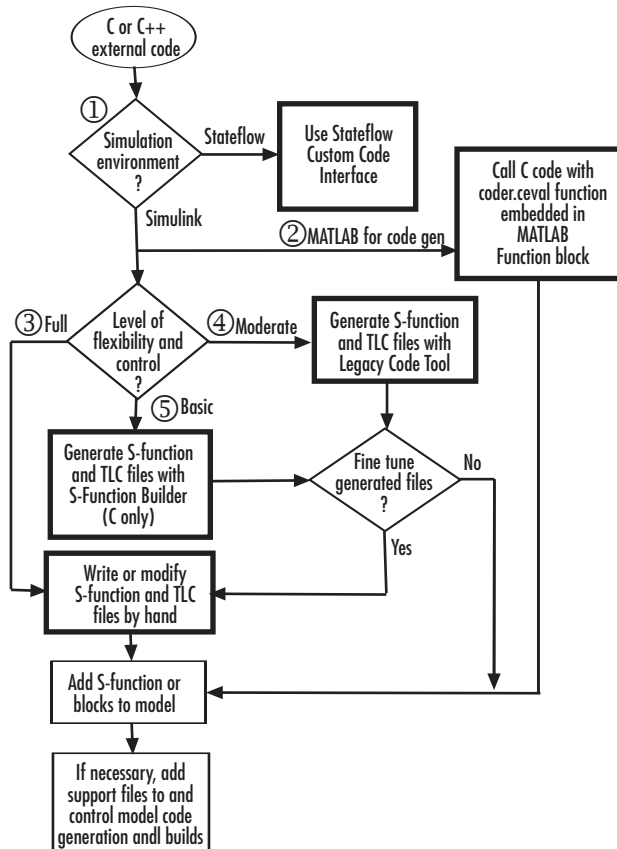 C or C++
external code
①
Simulation
environment
?
Stateflow
Use Stateflow
Custom Code
Interface
Call C code with
coder.ceval function
embedded in
MATLAB
Function block
Simulink
②MATLAB for code gen
③Full
Level of
flexibility and
control
?
④Moderate
Generate S-function
and TLC files with
Legacy Code Tool
⑤Basic
Generate S-function
and TLC files with
S-Function Builder
(C only)
Fine tune
generated files
?
No
Yes
Write or modify
S-function and TLC
files by hand
Add S-function or
blocks to model
If necessary, add
support files to and
control model code
generation andl builds